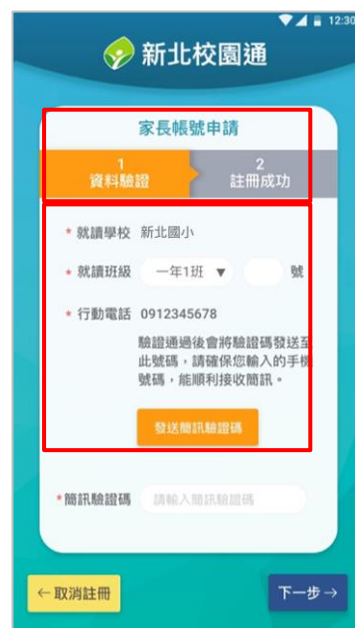 12:30
新北校園通
家長帳號申請
1 2
資料驗證 註冊成功
* 就讀學校 新北國小
* 就讀班級 一年1班 ▼ 號
* 行動電話 0912345678
驗證通過後會將驗證碼發送至
此號碼，請確保您輸入的手機
號碼，能順利接收簡訊。
發送簡訊驗證碼
*簡訊驗證碼 請輸入簡訊驗證碼
←取消註冊 下一步→